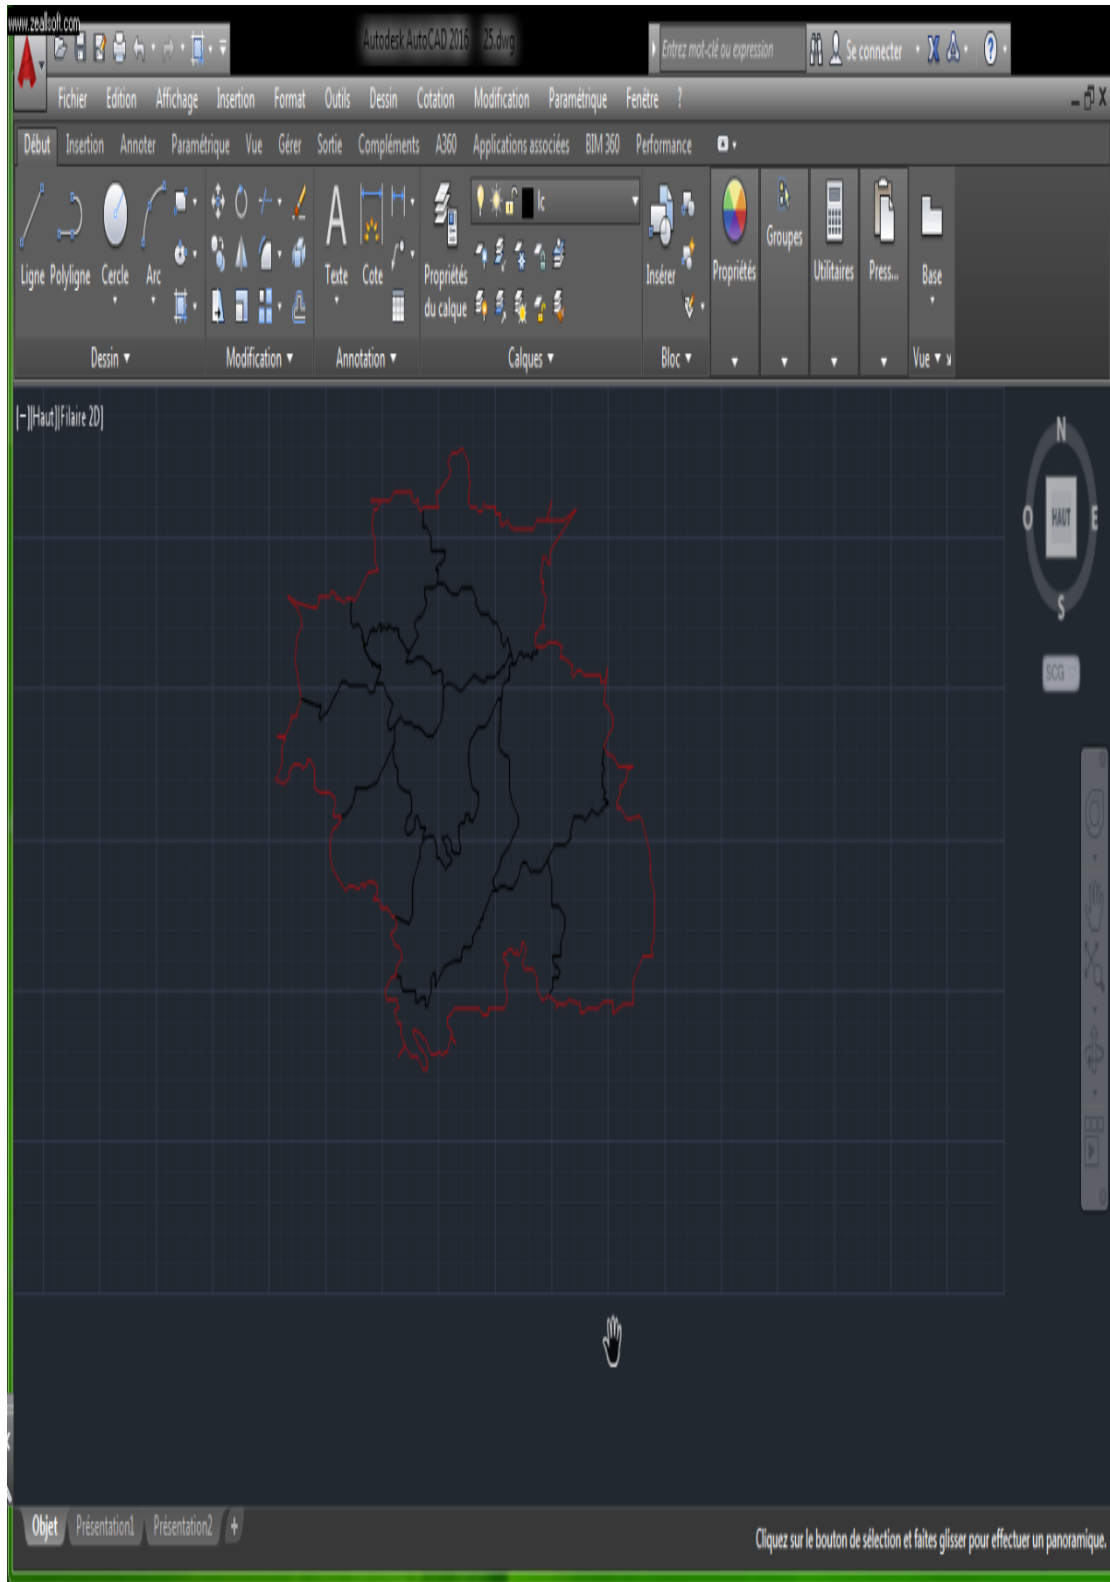 www.zeallsoft.com
Autodesk AutoCAD 2016 25.dwg
Entrez mot-clé ou expression
Se connecter
?
Fichier Edition Affichage Insertion Format Outils Dessin Cotation Modification Paramétrique Fenêtre ?
Début Insertion Annoter Paramétrique Vue Gérer Sortie Compléments A360 Applications associées BIM 360 Performance
A
lc
Ligne Polyligne Cercle Arc
Texte Cote
Propriétés du calque
Insérer
Propriétés
Groupes
Utilitaires
Press...
Base
Dessin Modification Annotation Calques Bloc Vue
[−][Haut][Filaire 2D]
N
O HAUT E
S
SCG
Objet Présentation1 Présentation2 +
Cliquez sur le bouton de sélection et faites glisser pour effectuer un panoramique.